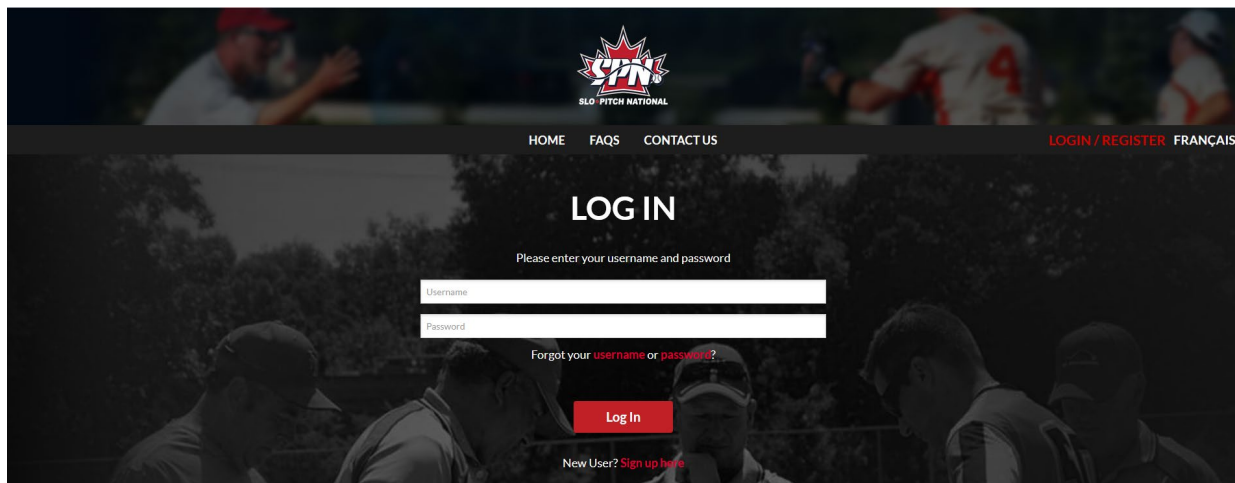 SPN
SLO·PITCH NATIONAL
4
HOME FAQS CONTACT US LOGIN / REGISTER FRANÇAIS
LOG IN
Please enter your username and password
Username
Password
Forgot your username or password?
Log In
New User? Sign up here